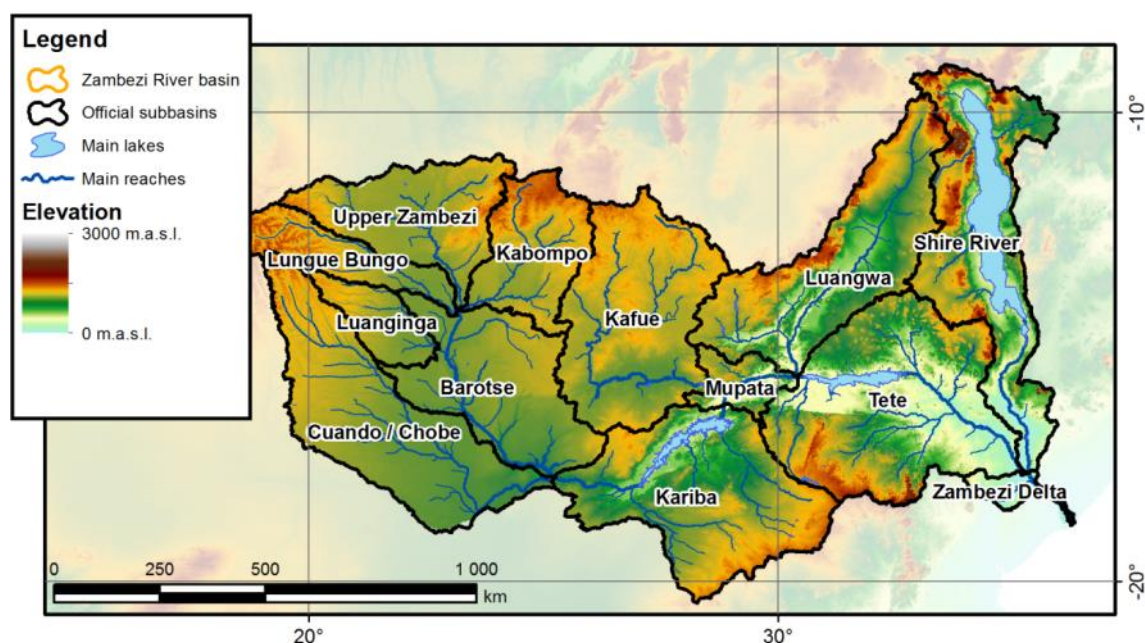 Legend
Zambezi River basin
Official subbasins
Main lakes
Main reaches
Elevation
3000 m.a.s.l.
0 m.a.s.l.
-10°
Upper Zambezi
Lungue Bungo
Kabompo
Shire River
Luangwa
Luanginga
Kafue
Barotse
Mupata
Tete
Cuando / Chobe
Kariba
Zambezi Delta
0 250 500 1 000
km
-20°
20° 30°